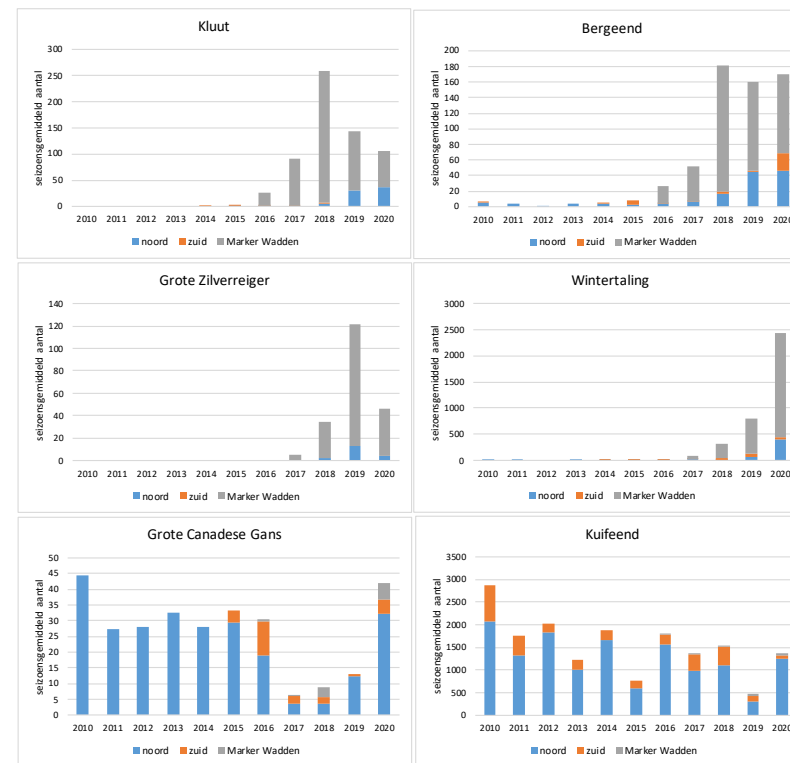 Kluut
seizoensgemiddeld aantal
300
250
200
150
100
50
0
2010 2011 2012 2013 2014 2015 2016 2017 2018 2019 2020
noord zuid Marker Wadden
Bergeend
seizoensgemiddeld aantal
200
180
160
140
120
100
80
60
40
20
0
2010 2011 2012 2013 2014 2015 2016 2017 2018 2019 2020
noord zuid Marker Wadden
Grote Zilverreiger
seizoensgemiddeld aantal
140
120
100
80
60
40
20
0
2010 2011 2012 2013 2014 2015 2016 2017 2018 2019 2020
noord zuid Marker Wadden
Wintertaling
seizoensgemiddeld aantal
3000
2500
2000
1500
1000
500
0
2010 2011 2012 2013 2014 2015 2016 2017 2018 2019 2020
noord zuid Marker Wadden
Grote Canadese Gans
seizoensgemiddeld aantal
50
45
40
35
30
25
20
15
10
5
0
2010 2011 2012 2013 2014 2015 2016 2017 2018 2019 2020
noord zuid Marker Wadden
Kuifeend
seizoensgemiddeld aantal
3500
3000
2500
2000
1500
1000
500
0
2010 2011 2012 2013 2014 2015 2016 2017 2018 2019 2020
noord zuid Marker Wadden